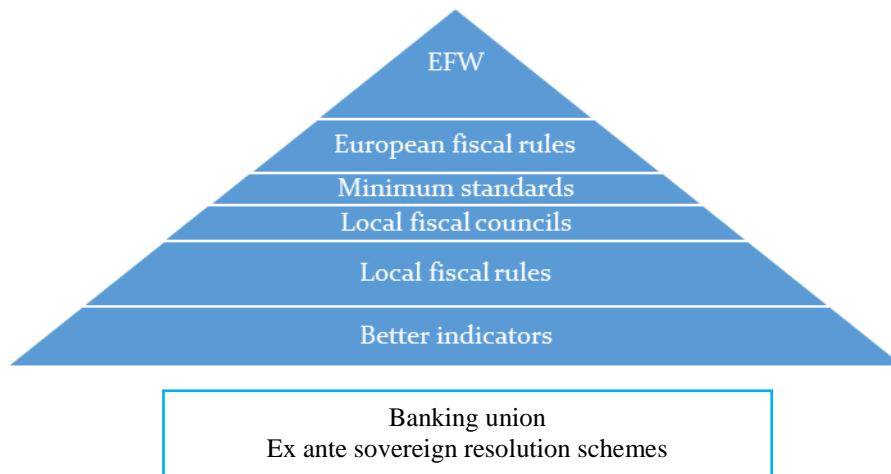 EFW
European fiscal rules
Minimum standards
Local fiscal councils
Local fiscal rules
Better indicators
Banking union
Ex ante sovereign resolution schemes